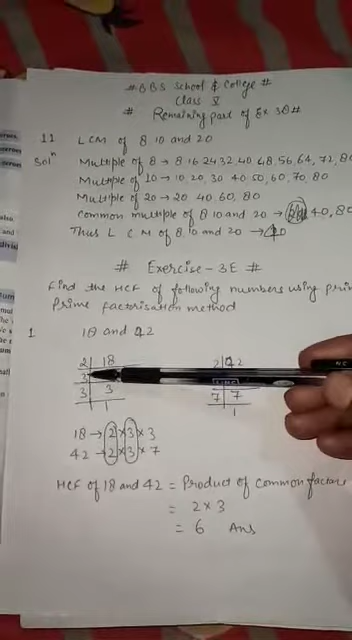 # BBS School & College #
Class V
# Remaining part of Ex 3D #
11 LCM of 8 10 and 20
Solⁿ Multiple of 8 → 8 16 24 32, 40, 48, 56, 64, 72, 80
Multiples of 10 → 10 20, 30 40 50, 60, 70 80
Multiples of 20 → 20 40, 60, 80
Common multiple of 8, 10 and 20 → 40, 80
Thus L C M of 8, 10 and 20 → 40
# Exercise - 3E #
Find the HCF of following numbers using prim
Prime factorisation method
1 18 and 42
2 18 2 42
3
3 3 7 7
1 1
18 → 2 × 3 × 3
42 → 2 × 3 × 7
HCF of 18 and 42 = Product of common factors
= 2 × 3
= 6 Ans